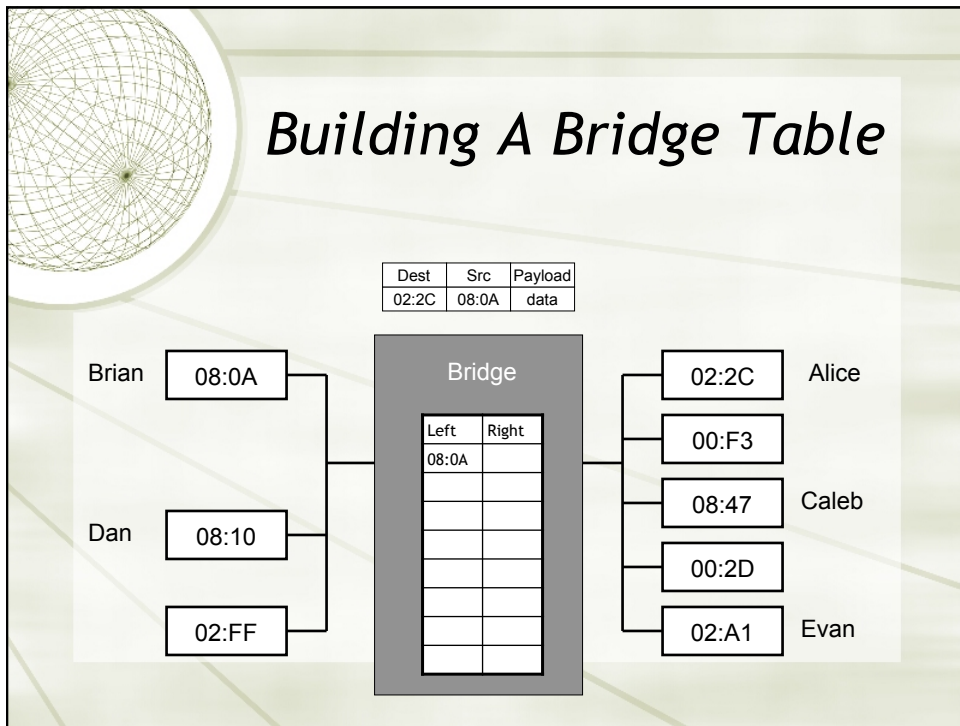 Building A Bridge Table
Dest Src Payload
02:2C 08:0A data
Bridge
Left Right
08:0A
Brian 08:0A
Dan 08:10
02:FF
02:2C Alice
00:F3
08:47 Caleb
00:2D
02:A1 Evan